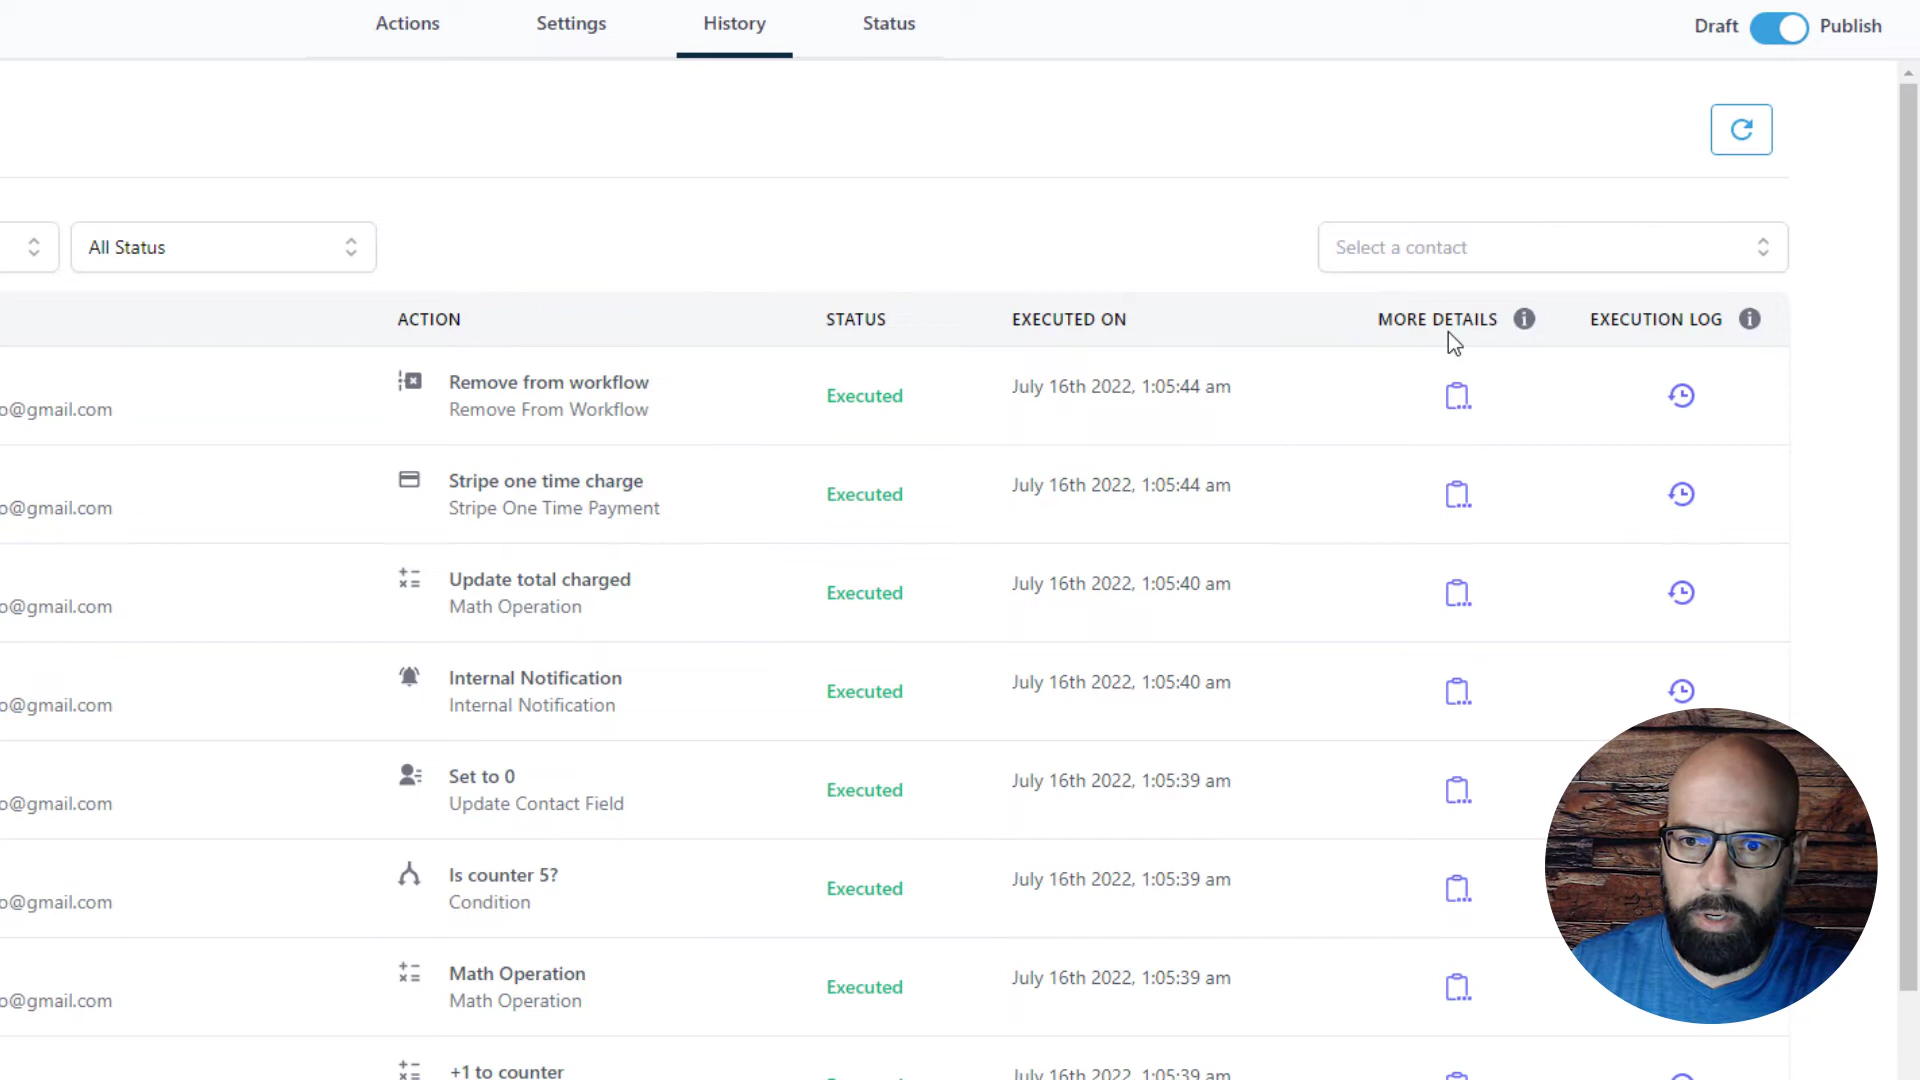 Actions Settings History Status Draft Publish
All Status Select a contact
ACTION STATUS EXECUTED ON MORE DETAILS EXECUTION LOG
Remove from workflow
o@gmail.com Remove From Workflow Executed July 16th 2022, 1:05:44 am
Stripe one time charge
o@gmail.com Stripe One Time Payment Executed July 16th 2022, 1:05:44 am
Update total charged
o@gmail.com Math Operation Executed July 16th 2022, 1:05:40 am
Internal Notification
o@gmail.com Internal Notification Executed July 16th 2022, 1:05:40 am
Set to 0
o@gmail.com Update Contact Field Executed July 16th 2022, 1:05:39 am
Is counter 5?
o@gmail.com Condition Executed July 16th 2022, 1:05:39 am
Math Operation
o@gmail.com Math Operation Executed July 16th 2022, 1:05:39 am
+1 to counter July 16th 2022, 1:05:39 am